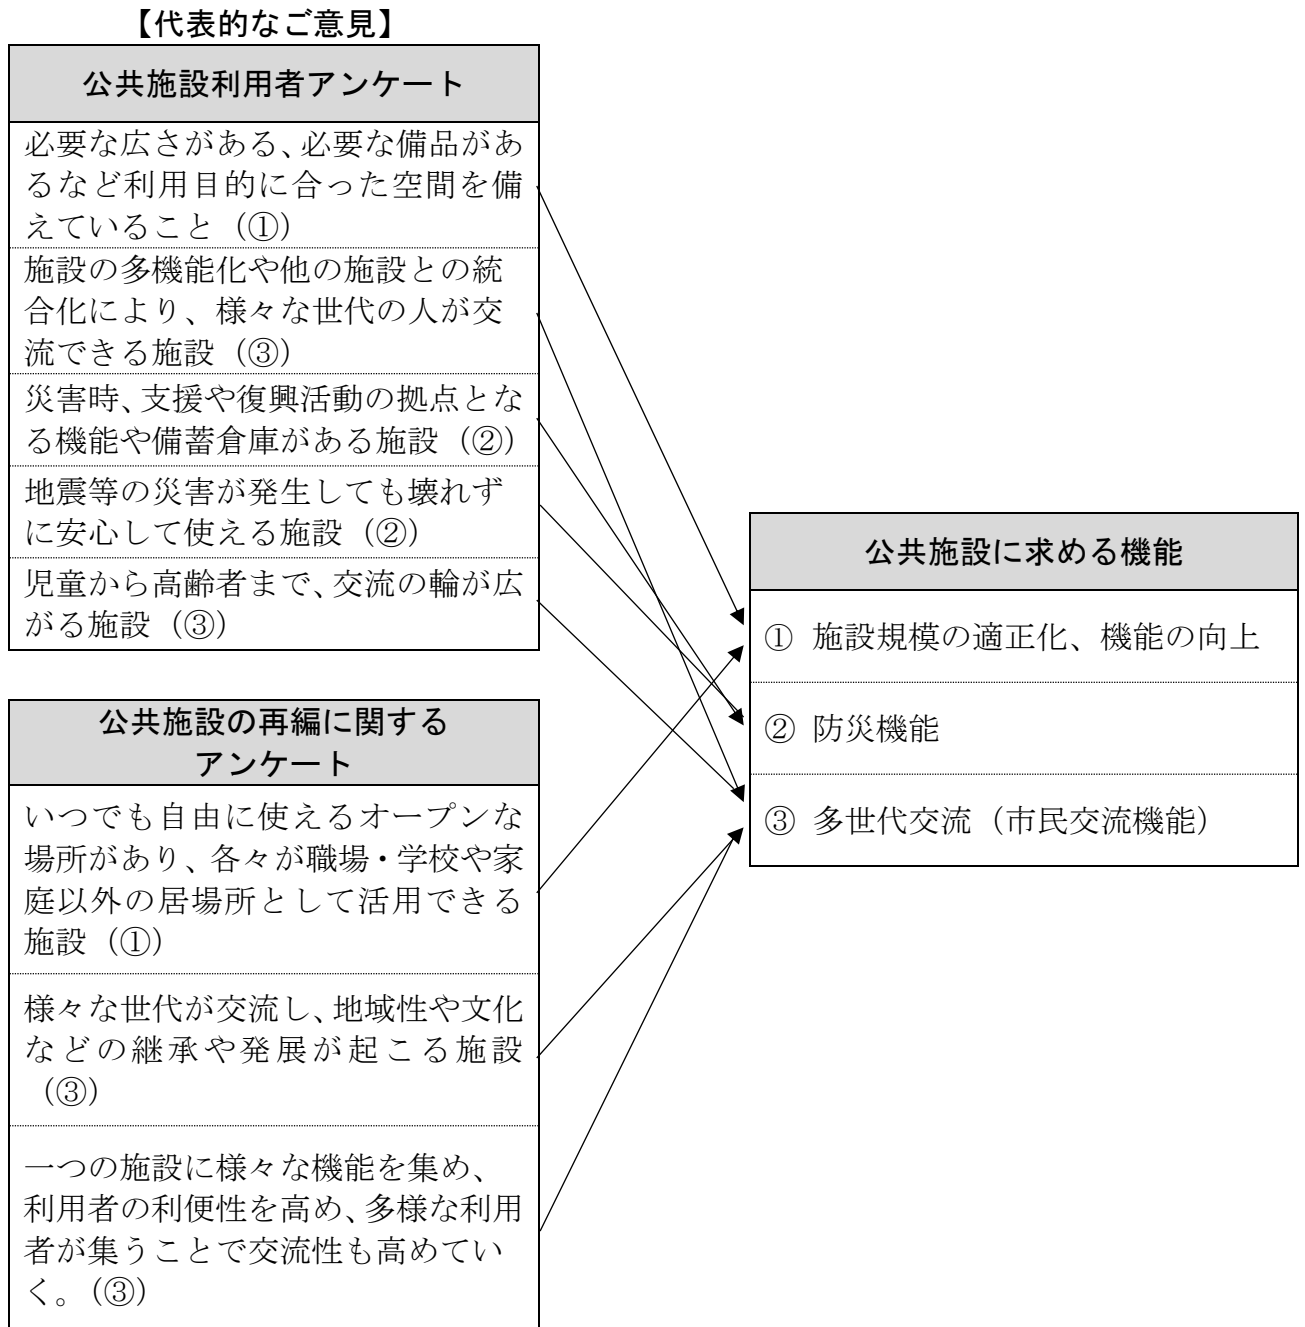 【代表的なご意見】
公共施設利用者アンケート
必要な広さがある、必要な備品があ
るなど利用目的に合った空間を備
えていること（①）
施設の多機能化や他の施設との統
合化により、様々な世代の人が交
流できる施設（③）
災害時、支援や復興活動の拠点とな
る機能や備蓄倉庫がある施設（②）
地震等の災害が発生しても壊れず
に安心して使える施設（②）
児童から高齢者まで、交流の輪が広
がる施設（③）
公共施設の再編に関する
アンケート
いつでも自由に使えるオープンな
場所があり、各々が職場・学校や家
庭以外の居場所として活用できる
施設（①）
様々な世代が交流し、地域性や文化
などの継承や発展が起こる施設
（③）
一つの施設に様々な機能を集め、
利用者の利便性を高め、多様な利用
者が集うことで交流性も高めてい
く。（③）
公共施設に求める機能
① 施設規模の適正化、機能の向上
② 防災機能
③ 多世代交流（市民交流機能）